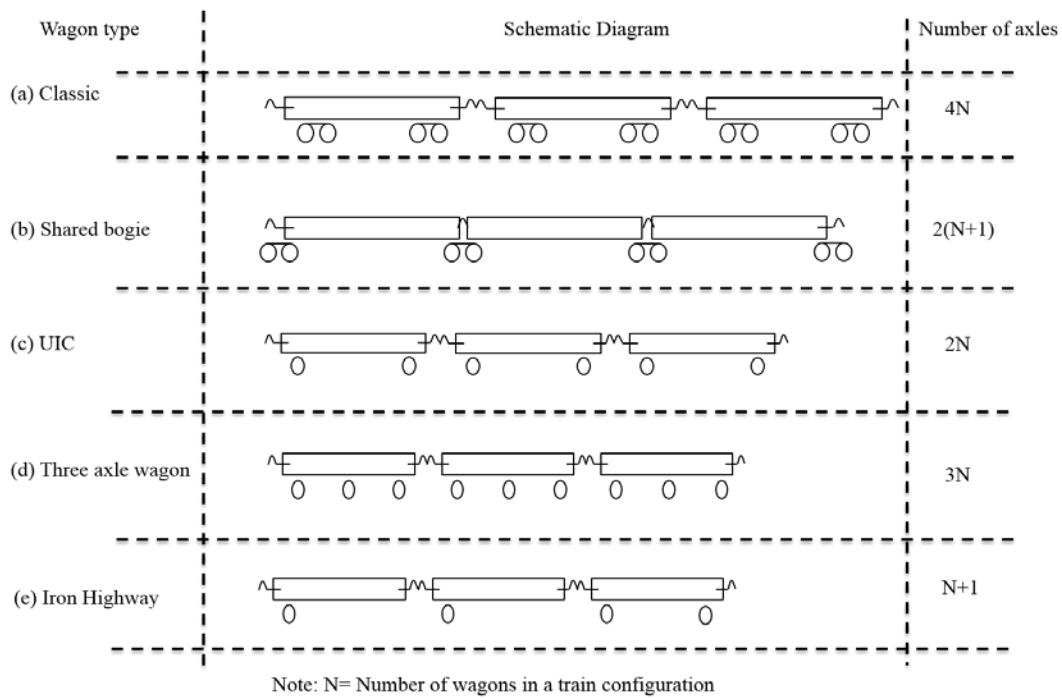 Wagon type Schematic Diagram Number of axles
(a) Classic 4N
(b) Shared bogie 2(N+1)
(c) UIC 2N
(d) Three axle wagon 3N
(e) Iron Highway N+1
Note: N= Number of wagons in a train configuration